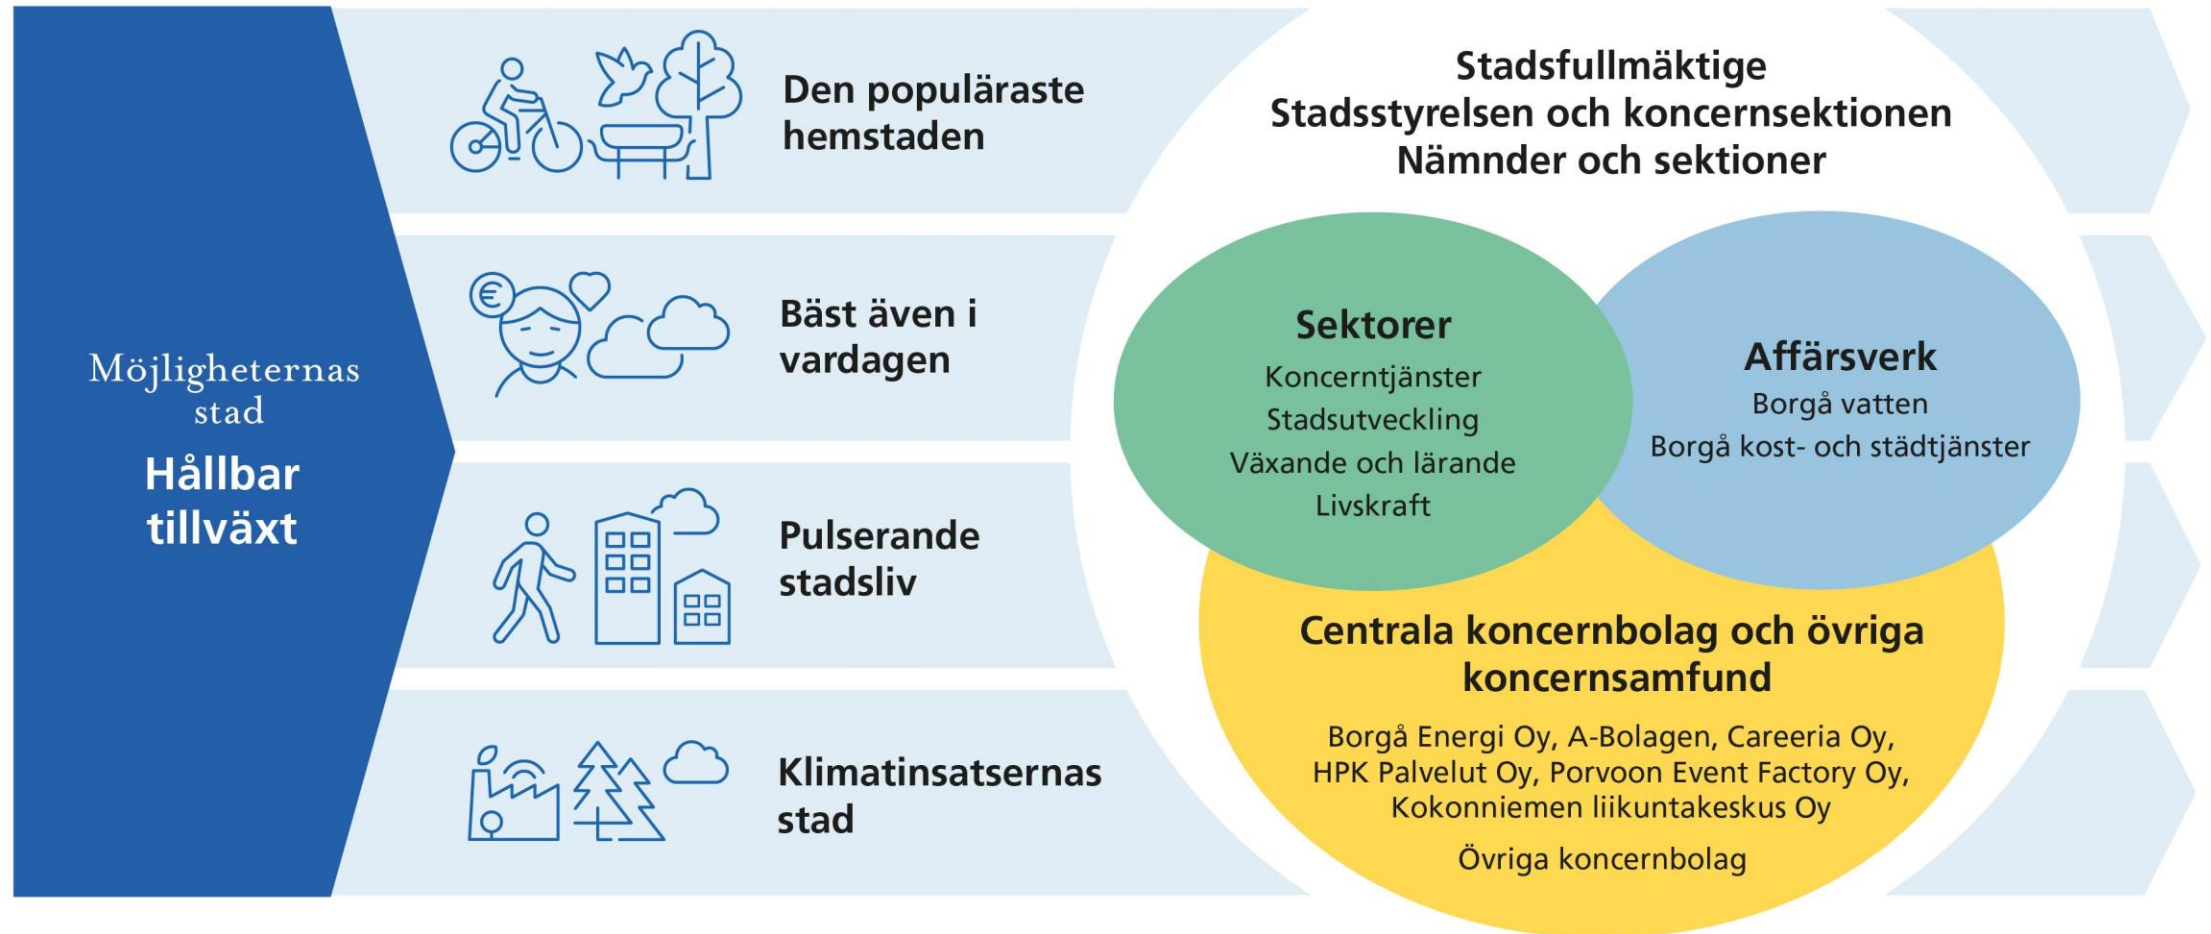 Möjligheternas
stad
Hållbar
tillväxt
Den populäraste
hemstaden
Bäst även i
vardagen
Pulserande
stadsliv
Klimatinsatsernas
stad
Stadsfullmäktige
Stadsstyrelsen och koncernsektionen
Nämnder och sektioner
Sektorer
Koncerntjänster
Stadsutveckling
Växande och lärande
Livskraft
Affärsverk
Borgå vatten
Borgå kost- och städtjänster
Centrala koncernbolag och övriga
koncernsamfund
Borgå Energi Oy, A-Bolagen, Careeria Oy,
HPK Palvelut Oy, Porvoon Event Factory Oy,
Kokonniemen liikuntakeskus Oy
Övriga koncernbolag
€